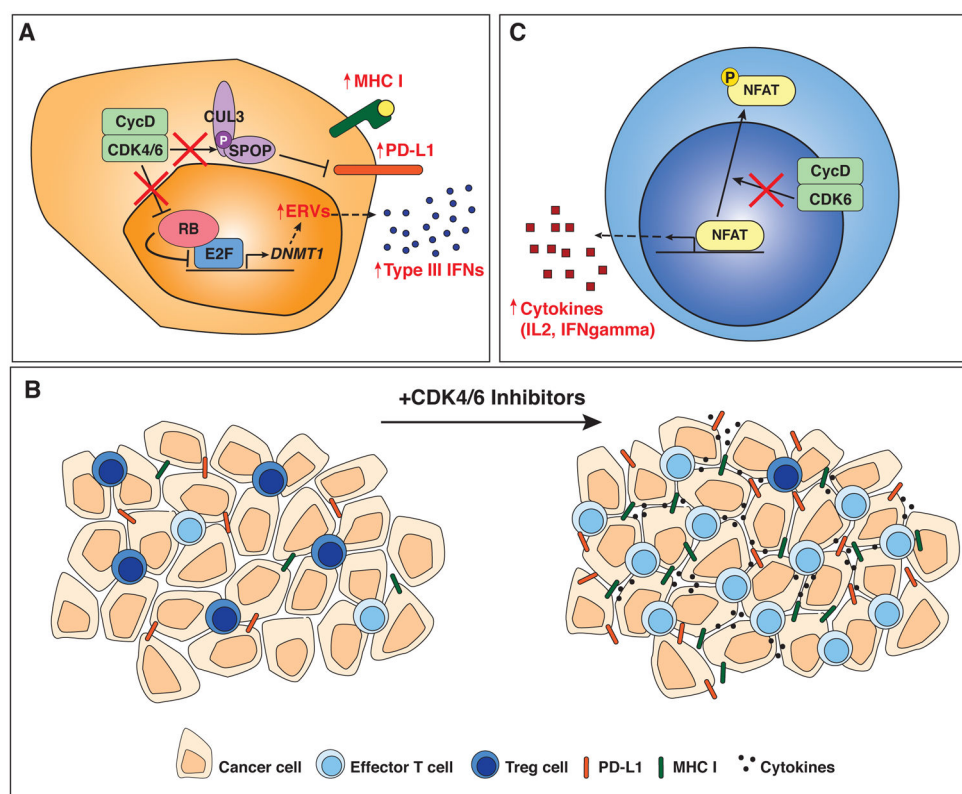 A
↑MHC I
CycD
CDK4/6
CUL3
P
SPOP
↑PD-L1
RB
E2F
↑ERVs
DNMT1
↑Type III IFNs
C
P
NFAT
CycD
CDK6
NFAT
↑Cytokines
(IL2, IFNgamma)
B
+CDK4/6 Inhibitors
Cancer cell
Effector T cell
Treg cell
PD-L1
MHC I
Cytokines